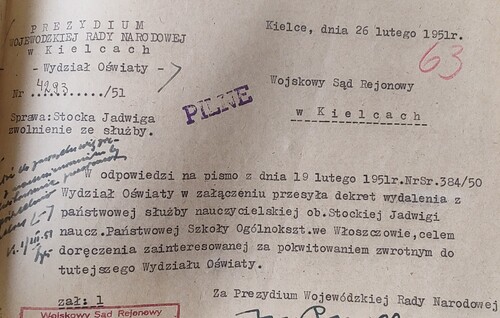 PREZYDIUM
WOJEWÓDZKIEJ RADY NARODOWEJ
w Kielcach
- Wydział Oświaty -
Nr 4293/51
Kielce, dnia 26 lutego 1951r.
63
Wojskowy Sąd Rejonowy
w Kielcach
PILNE
Sprawa:Stocka Jadwiga
zwolnienie ze służby.
W odpowiedzi na pismo z dnia 19 lutego 1951r.NrSr.384/50
Wydział Oświaty w załączeniu przesyła dekret wydalenia z
państwowej służby nauczycielskiej ob.Stockiej Jadwigi
naucz.Państwowej Szkoły Ogólnokszt.we Włoszczowie,celem
doręczenia zainteresowanej za pokwitowaniem zwrotnym do
tutejszego Wydziału Oświaty.
zał: 1
Za Prezydium Wojewódzkiej Rady Narodowej
Wojskowy Sąd Rejonowy